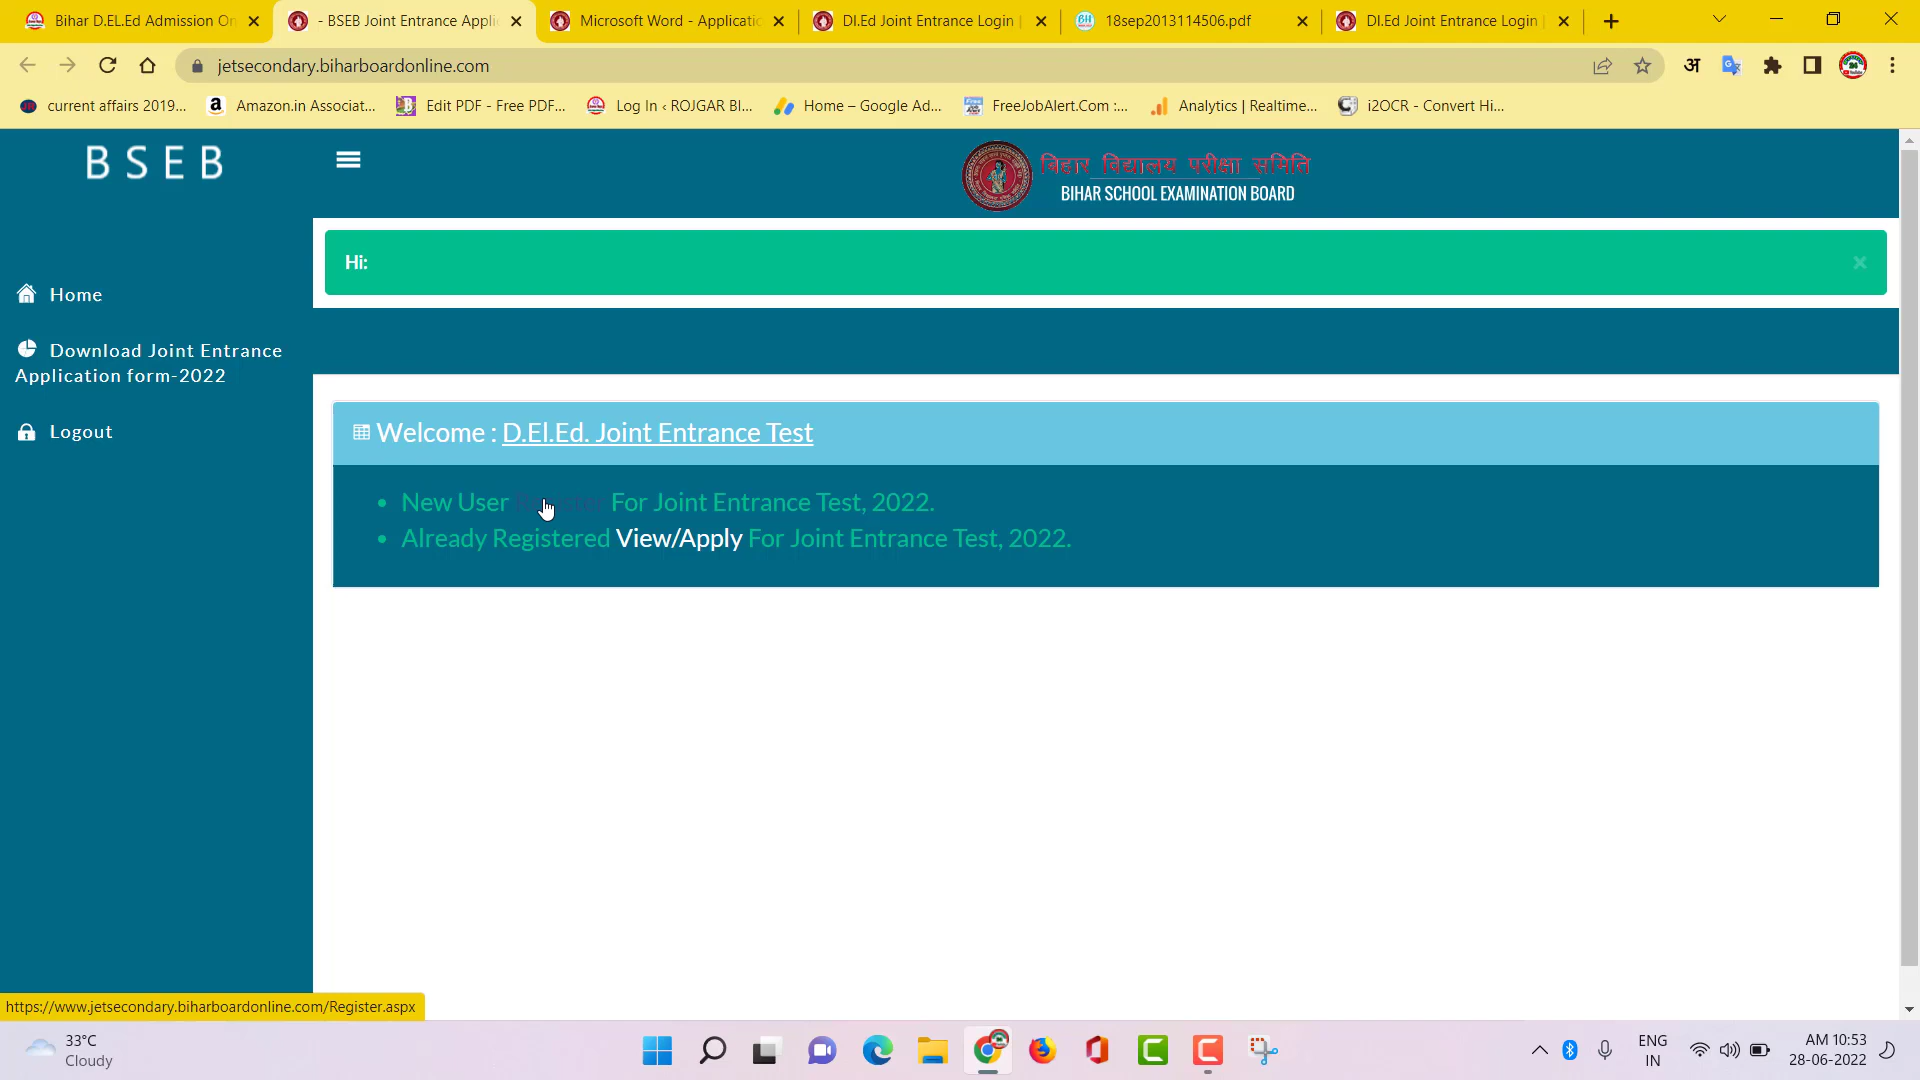 Bihar D.EL.Ed Admission On
- BSEB Joint Entrance Appli
Microsoft Word - Applicatio
DI.Ed Joint Entrance Login |
18sep2013114506.pdf
DI.Ed Joint Entrance Login |
jetsecondary.biharboardonline.com
अ
current affairs 2019...
Amazon.in Associat...
Edit PDF - Free PDF...
Log In ‹ ROJGAR BI...
Home – Google Ad...
FreeJobAlert.Com :...
Analytics | Realtime...
i2OCR - Convert Hi...
BSEB
बिहार विद्यालय परीक्षा समिति
BIHAR SCHOOL EXAMINATION BOARD
Hi:
×
Home
Download Joint Entrance
Application form-2022
Logout
Welcome : D.El.Ed. Joint Entrance Test
New User Register For Joint Entrance Test, 2022.
Already Registered View/Apply For Joint Entrance Test, 2022.
https://www.jetsecondary.biharboardonline.com/Register.aspx
33°C
Cloudy
ENG
IN
AM 10:53
28-06-2022